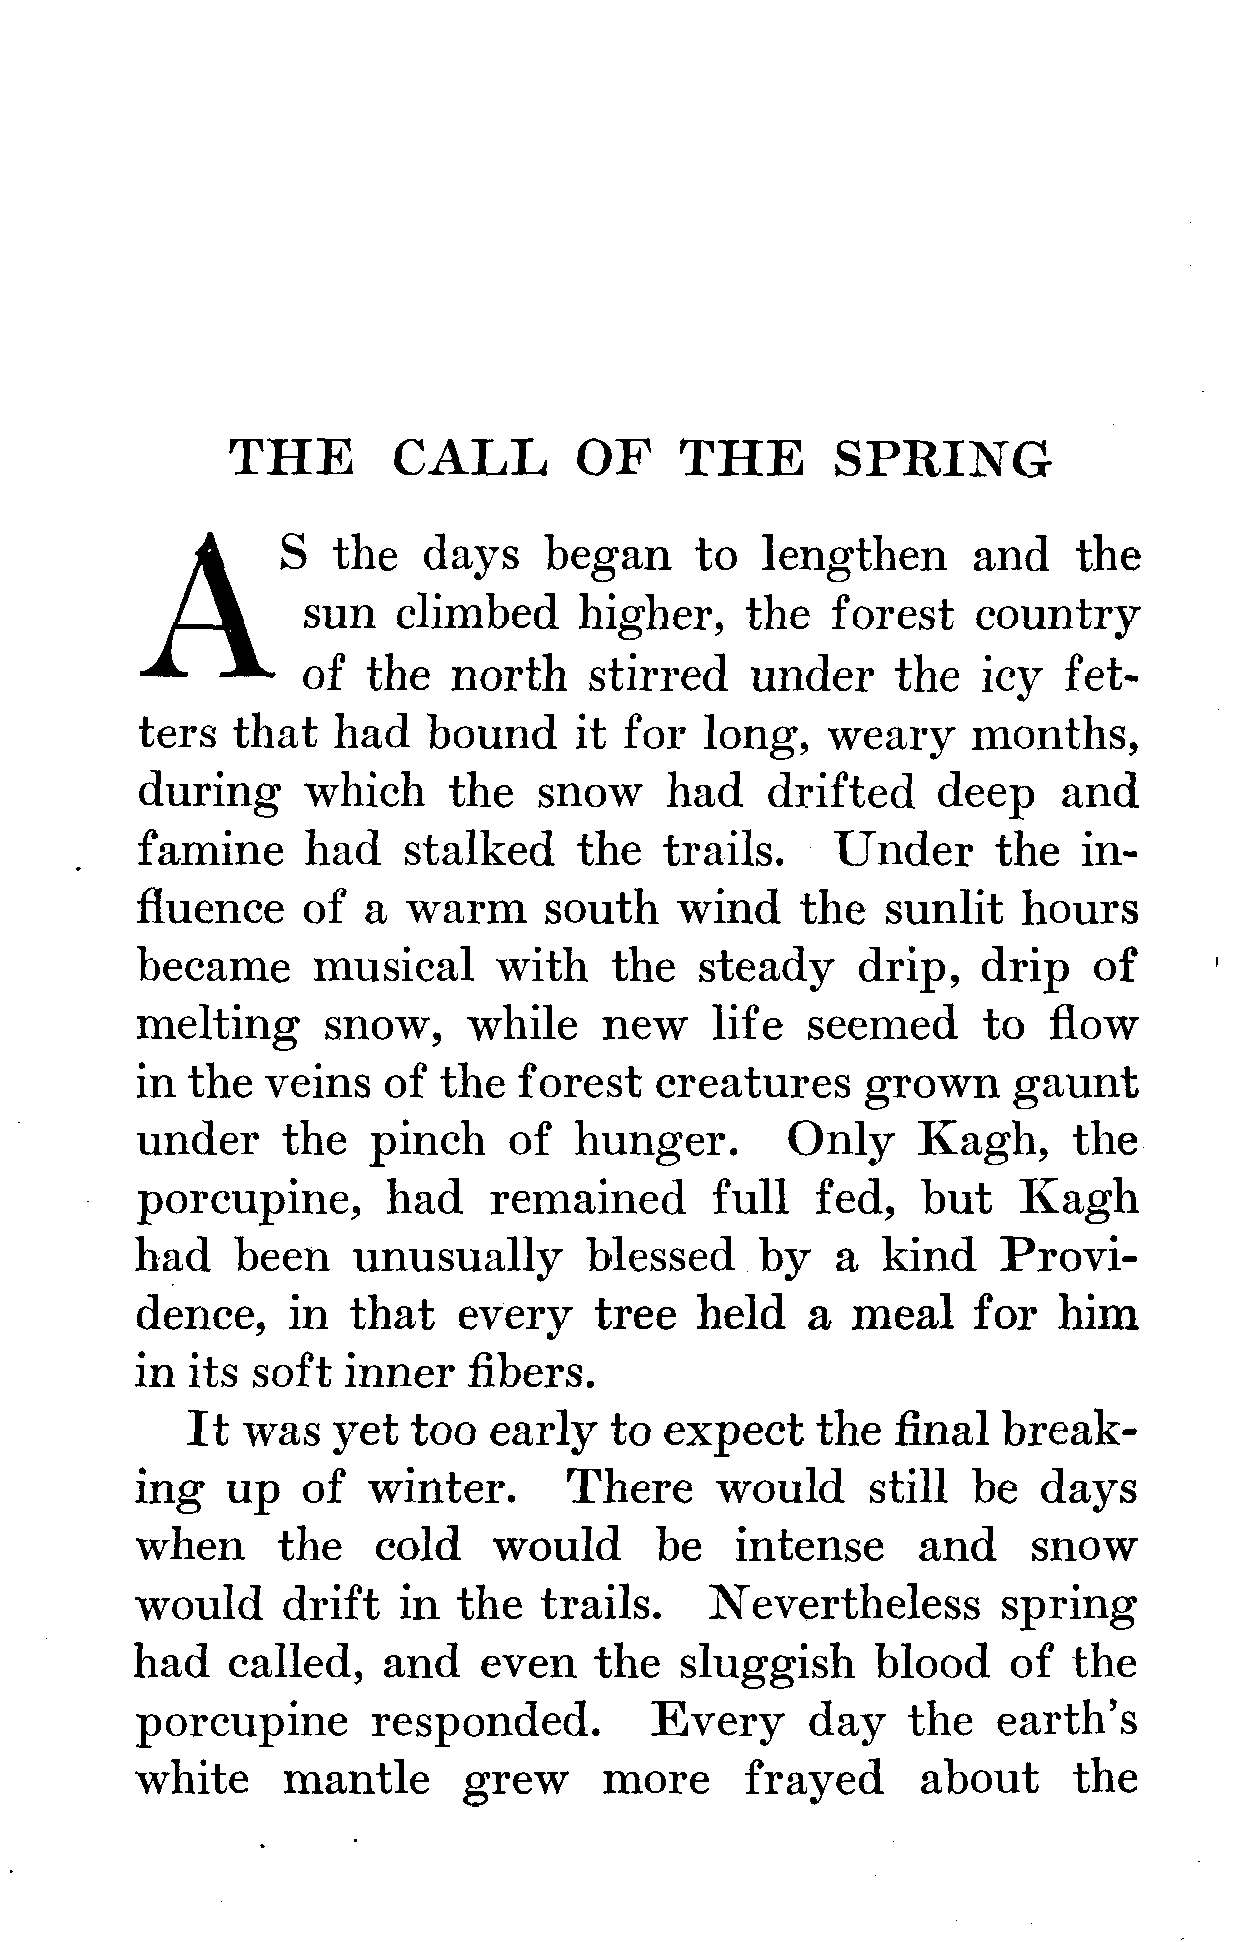 THE CALL OF THE SPRING
AS the days began to lengthen and the
sun climbed higher, the forest country
of the north stirred under the icy fet-
ters that had bound it for long, weary months,
during which the snow had drifted deep and
famine had stalked the trails. Under the in-
fluence of a warm south wind the sunlit hours
became musical with the steady drip, drip of
melting snow, while new life seemed to flow
in the veins of the forest creatures grown gaunt
under the pinch of hunger. Only Kagh, the
porcupine, had remained full fed, but Kagh
had been unusually blessed by a kind Provi-
dence, in that every tree held a meal for him
in its soft inner fibers.
It was yet too early to expect the final break-
ing up of winter. There would still be days
when the cold would be intense and snow
would drift in the trails. Nevertheless spring
had called, and even the sluggish blood of the
porcupine responded. Every day the earth's
white mantle grew more frayed about the